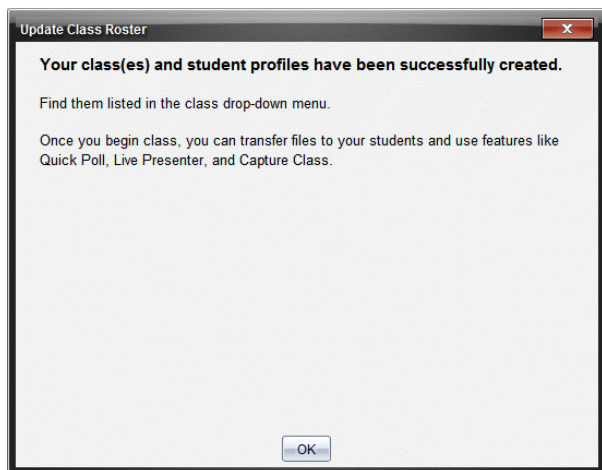 Update Class Roster
X
Your class(es) and student profiles have been successfully created.
Find them listed in the class drop-down menu.
Once you begin class, you can transfer files to your students and use features like
Quick Poll, Live Presenter, and Capture Class.
OK